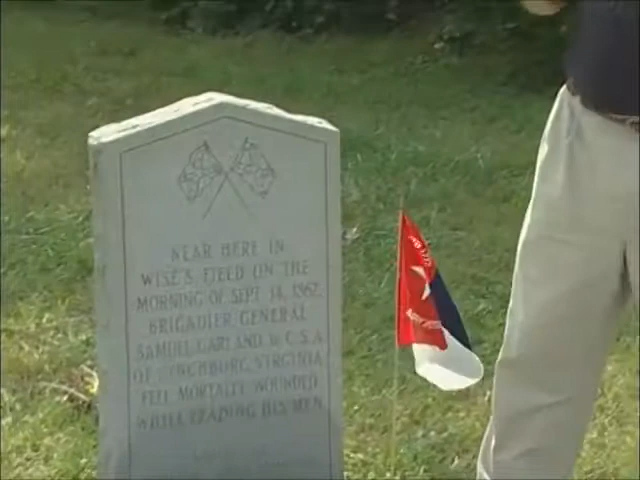 NEAR HERE IN
WISE'S FIELD ON THE
MORNING OF SEPT. 14, 1862,
BRIGADIER GENERAL
SAMUEL GARLAND JR. C.S.A.
OF LYNCHBURG, VIRGINIA
FELL MORTALLY WOUNDED
WHILE LEADING HIS MEN